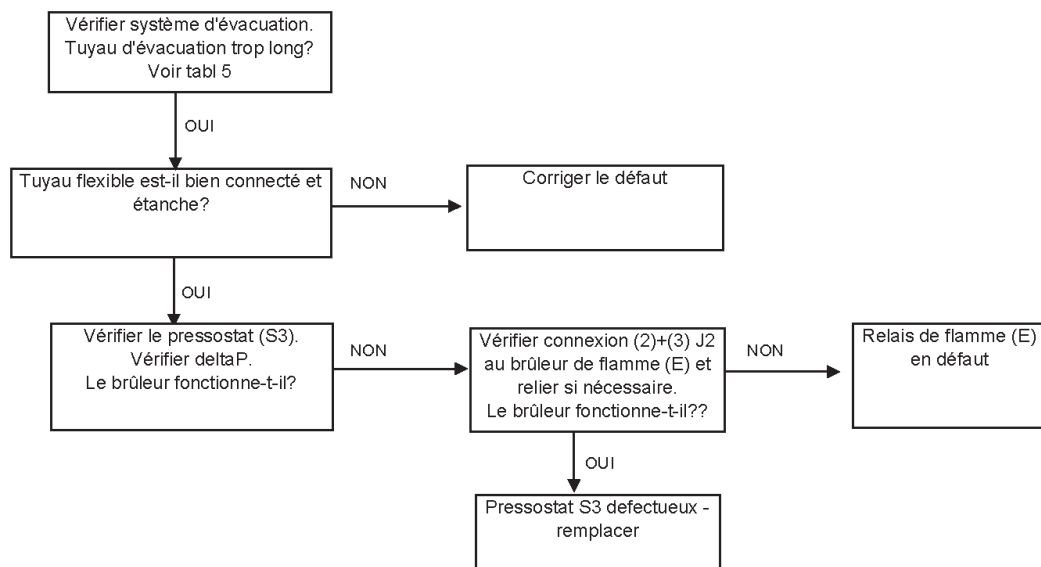 Vérifier système d'évacuation.
Tuyau d'évacuation trop long?
Voir tabl 5
OUI
Tuyau flexible est-il bien connecté et
étanche?
NON
Corriger le défaut
OUI
Vérifier le pressostat (S3).
Vérifier deltaP.
Le brûleur fonctionne-t-il?
NON
Vérifier connexion (2)+(3) J2
au brûleur de flamme (E) et
relier si nécessaire.
Le brûleur fonctionne-t-il??
NON
Relais de flamme (E)
en défaut
OUI
Pressostat S3 defectueux -
remplacer